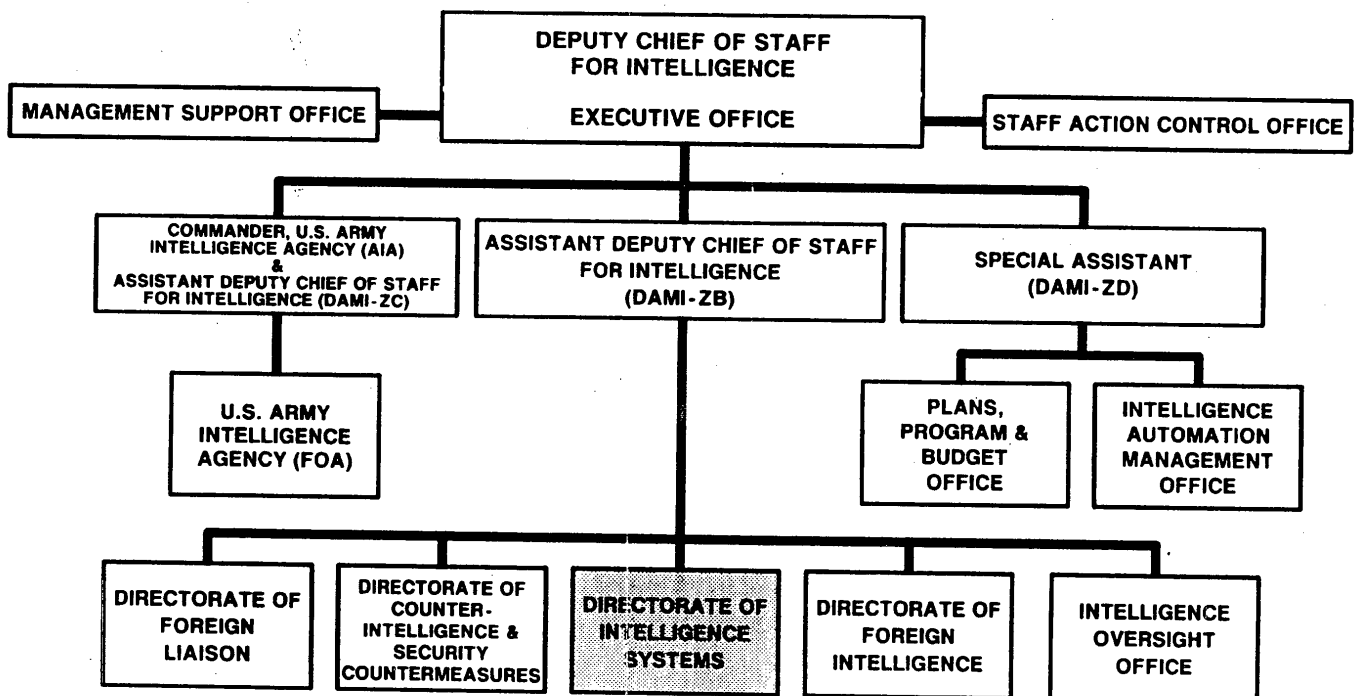 DEPUTY CHIEF OF STAFF
FOR INTELLIGENCE
EXECUTIVE OFFICE
MANAGEMENT SUPPORT OFFICE
STAFF ACTION CONTROL OFFICE
COMMANDER, U.S. ARMY
INTELLIGENCE AGENCY (AIA)
&
ASSISTANT DEPUTY CHIEF OF STAFF
FOR INTELLIGENCE (DAMI-ZC)
ASSISTANT DEPUTY CHIEF OF STAFF
FOR INTELLIGENCE
(DAMI-ZB)
SPECIAL ASSISTANT
(DAMI-ZD)
U.S. ARMY
INTELLIGENCE
AGENCY (FOA)
PLANS,
PROGRAM &
BUDGET
OFFICE
INTELLIGENCE
AUTOMATION
MANAGEMENT
OFFICE
DIRECTORATE OF
FOREIGN
LIAISON
DIRECTORATE OF
COUNTER-
INTELLIGENCE &
SECURITY
COUNTERMEASURES
DIRECTORATE OF
INTELLIGENCE
SYSTEMS
DIRECTORATE OF
FOREIGN
INTELLIGENCE
INTELLIGENCE
OVERSIGHT
OFFICE